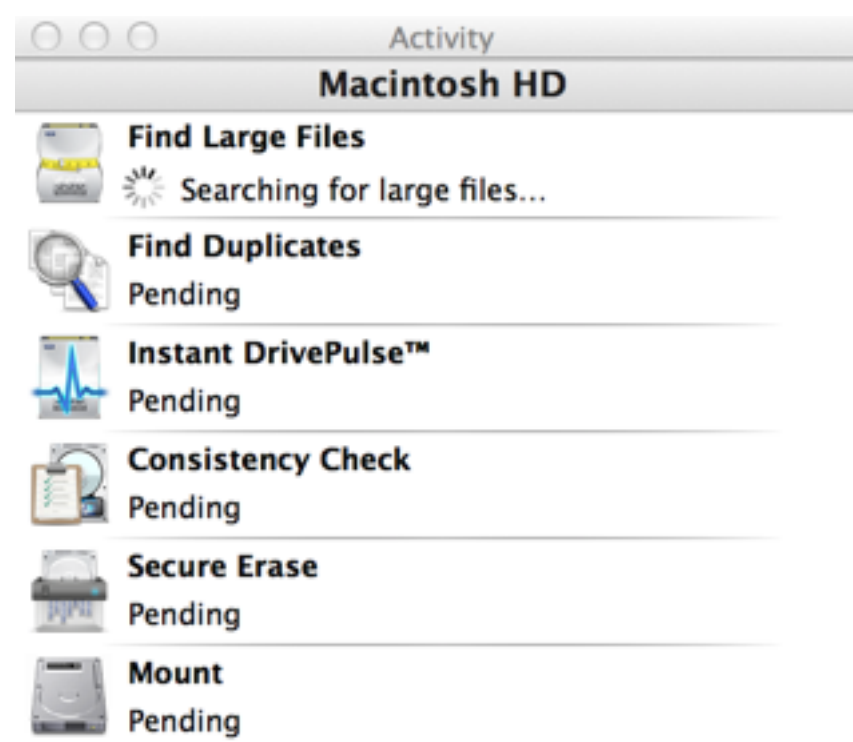 Activity
Macintosh HD
Find Large Files
Searching for large files...
Find Duplicates
Pending
Instant DrivePulse™
Pending
Consistency Check
Pending
Secure Erase
Pending
Mount
Pending